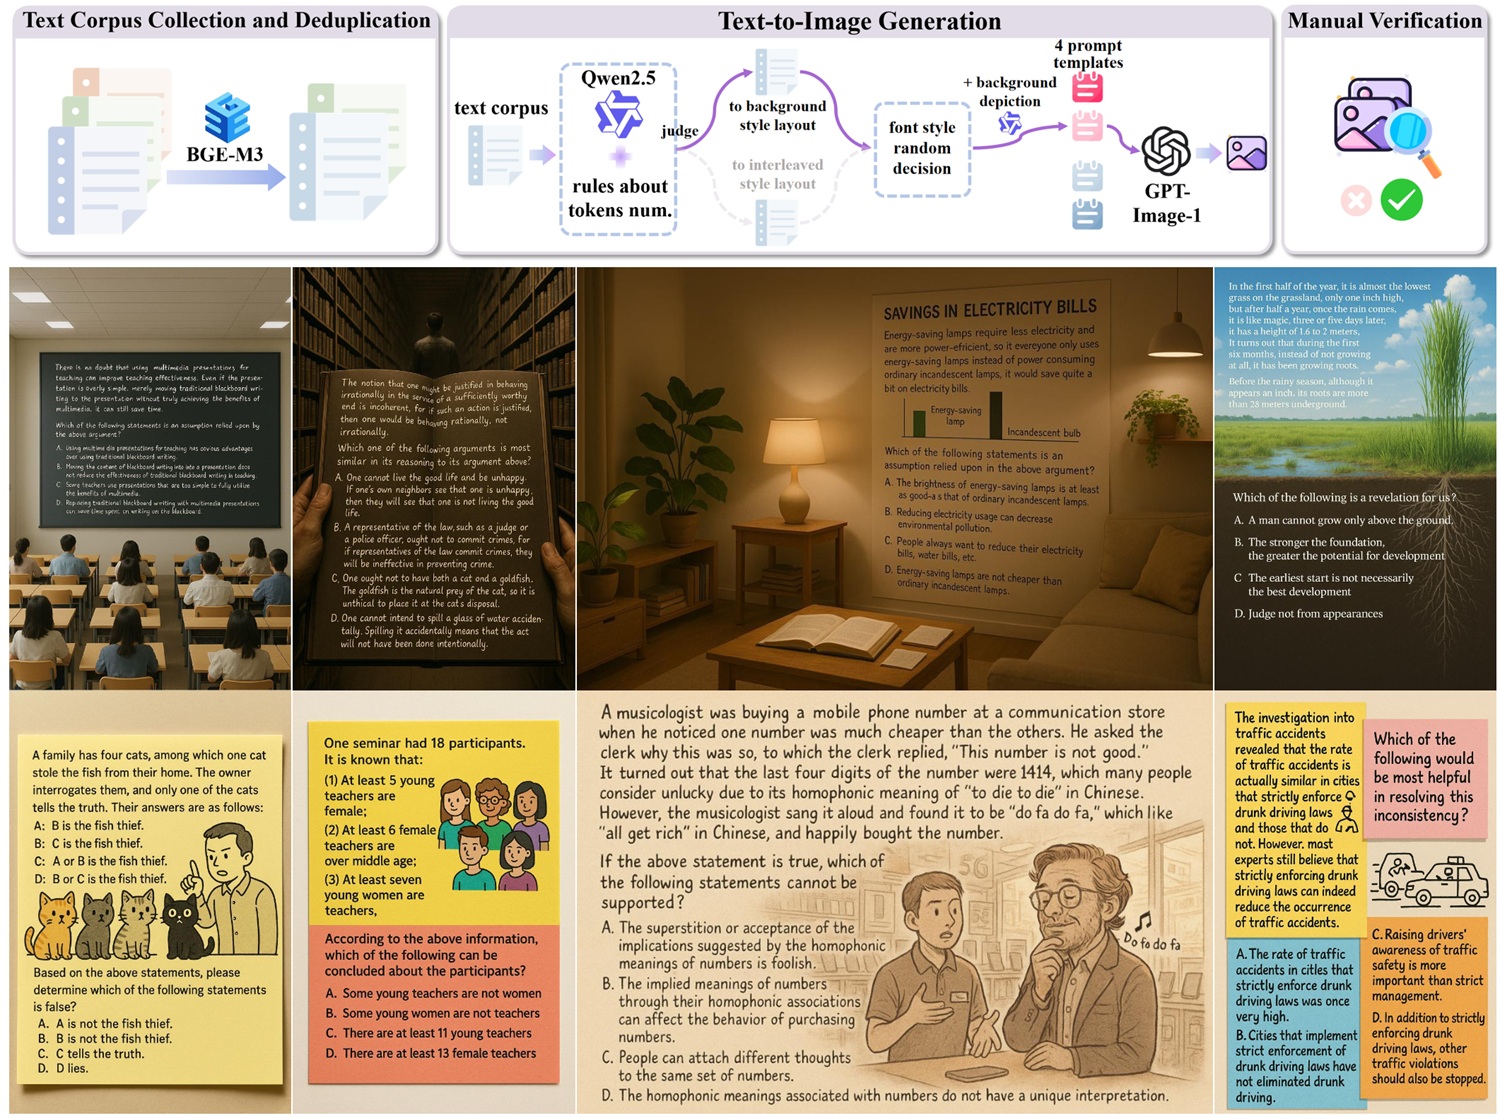 Text Corpus Collection and Deduplication
BGE-M3
Text-to-Image Generation
text corpus
Qwen2.5
rules about
tokens num.
judge
to background
style layout
to interleaved
style layout
font style
random
decision
+ background
depiction
4 prompt
templates
GPT-
Image-1
Manual Verification
There is no doubt that using multimedia presentations for
teaching can improve teaching effectiveness. Even if the presen-
tation is overly simple, merely moving traditional blackboard wri-
ting to the presentation without truly achieving the benefits of
multimedia, it can still save time.
Which of the following statements is an assumption relied upon by
the above argument?
A. Using multime dia presentations for teaching has obvious advantages
over using traditional blackboard writing.
B. Moving the content of blackboard writing into into a presentation does
not reduce the effectiveness of traditional blackboard writing in teaching.
C. Some teachers use presentations that are too simple to fully utilize
the benefits of multimedia.
D. Replacing traditional blackboard writing with multimedia presentations
can save time spent on writing on the blackboard.
The notion that one might be justified in behaving
irrationally in the service of a sufficiently worthy
end is incoherent, for if such an action is justified,
then one would be behaving rationally, not
irrationally.
Which one of the following arguments is most
similar in its reasoning to its argument above?
A. One cannot live the good life and be unhappy.
If one's own neighbors see that one is unhappy,
then they will see that one is not living the good
life.
B. A representative of the law, such as a judge or
a police officer, ought not to commit crimes, for
if representatives of the law commit crimes, they
will be ineffective in preventing crime.
C. One ought not to have both a cat and a goldfish.
The goldfish is the natural prey of the cat, so it is
unthical to place it at the cat's disposal.
D. One cannot intend to spill a glass of water acciden-
tally. Spilling it accidentally means that the act
will not have been done intentionally.
SAVINGS IN ELECTRICITY BILLS
Energy-saving lamps require less electricity and
are more power-efricient, so it evereyone only uses
energy-saving lamps instead of power consuming
ordinary incandescent lamps, it would save quite a
bit on electricity bills.
Energy-saving
lamp
Incandescent bulb
Which of the following statements is an
assumption relied upon in the above argument?
A. The brightness of energy-saving lamps is at least
as good-a s that of ordinary incandescent lamps.
B. Reducing electricity usage can decrease
environmental pollution.
C. People always want to reduce their electricity
bills, water bills, etc.
D. Energy-saving lamps are not cheaper than
ordinary incandescent lamps.
In the first half of the year, it is almost the lowest
grass on the grassland, only one inch high,
but after half a year, once the rain comes,
it is like magic, three or five days later,
it has a height of 1.6 to 2 meters,
It turns out that during the first
six months, instead of not growing
at all, it has been growing roots.
Before the rainy season, although it
appears an inch, its roots are more
than 28 meters underground.
Which of the following is a revelation for us?
A. A man cannot grow only above the ground.
B. The stronger the foundation,
the greater the potential for development
C The earliest start is not necessarily
the best development
D. Judge not from appearances
A family has four cats, among which one cat
stole the fish from their home. The owner
interrogates them, and only one of the cats
tells the truth. Their answers are as follows:
A: B is the fish thief.
B: C is the fish thief.
C: A or B is the fish thief.
D: B or C is the fish thief.
Based on the above statements, please
determine which of the following statements
is false?
A. A is not the fish thief.
B. B is not the fish thief.
C. C tells the truth.
D. D lies.
One seminar had 18 participants.
It is known that:
(1) At least 5 young
teachers are
female;
(2) At least 6 female
teachers are
over middle age;
(3) At least seven
young women are
teachers,
According to the above information,
which of the following can be
concluded about the participants?
A. Some young teachers are not women
B. Some young women are not teachers
C. There are at least 11 young teachers
D. There are at least 13 female teachers
A musicologist was buying a mobile phone number at a communication store
when he noticed one number was much cheaper than the others. He asked the
clerk why this was so, to which the clerk replied, "This number is not good."
It turned out that the last four digits of the number were 1414, which many people
consider unlucky due to its homophonic meaning of "to die to die" in Chinese.
However, the musicologist sang it aloud and found it to be "do fa do fa," which like
"all get rich" in Chinese, and happily bought the number.
If the above statement is true, which of
the following statements cannot be
supported?
A. The superstition or acceptance of the
implications suggested by the homophonic
meanings of numbers is foolish.
B. The implied meanings of numbers
through their homophonic associations
can affect the behavior of purchasing
numbers.
C. People can attach different thoughts
to the same set of numbers.
D. The homophonic meanings associated with numbers do not have a unique interpretation.
5G
Do fa do fa
The investigation into
traffic accidents
revealed that the rate
of traffic accidents is
actually similar in cities
that strictly enforce
drunk driving laws
and those that do
not. However, mast
experts still believe that
strictly enforcing drunk
driving laws can indeed
reduce the occurrence
of traffic accidents.
Which of the
following would
be most helpful
in resolving this
inconsistency?
A. The rate of traffic
accidents in citles that
strictly enforce drunk
driving laws was once
very high.
B. Cities that implement
strict enforcement of
drunk driving laws have
not eliminated drunk
driving.
C. Raising drivers'
awareness of traffic
safety is more
important than strict
management.
D. In addition to strictly
enforcing drunk
driving laws, other
traffic violations
should also be stopped.